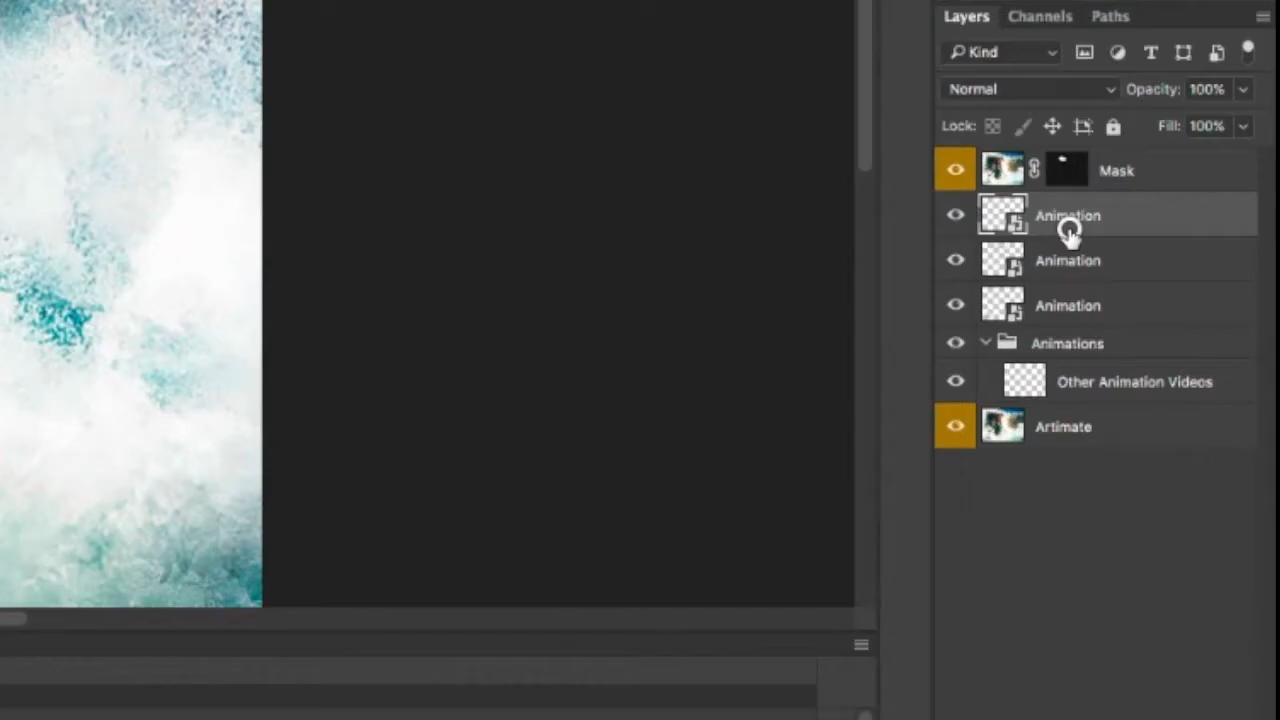 Layers Channels Paths
Kind T
Normal Opacity: 100%
Lock: Fill: 100%
Mask
Animation
Animation
Animation
Animations
Other Animation Videos
Artimate